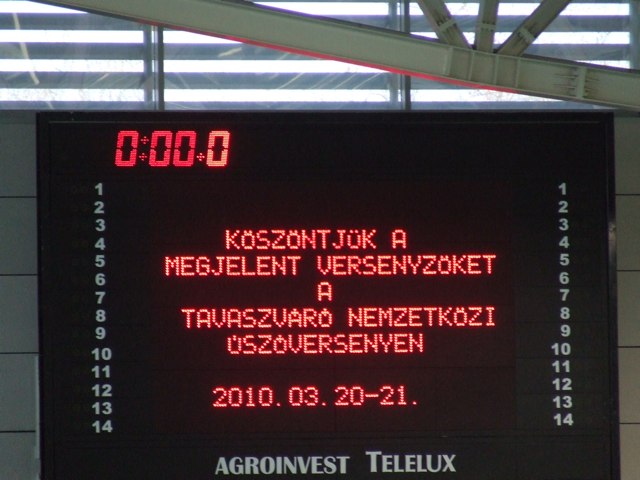 0:00.0
1 1
2 2
3 3
4 4
5 5
6 6
7 7
8 8
9 9
10 10
11 11
12 12
13 13
14 14
KÖSZÖNTJÜK A
MEGJELENT VERSENYZŐKET
A
TAVASZVÁRÓ NEMZETKÖZI
ÚSZÓVERSENYEN
2010.03.20-21.
AGROINVEST TELELUX